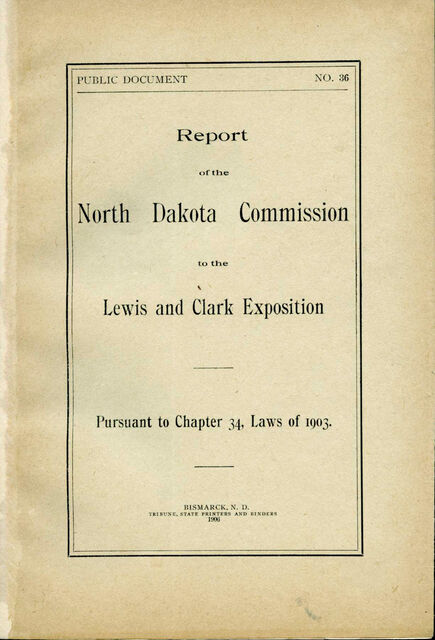 PUBLIC DOCUMENT NO. 36
Report
of the
North Dakota Commission
to the
Lewis and Clark Exposition
Pursuant to Chapter 34, Laws of 1903.
BISMARCK, N. D.
TRIBUNE, STATE PRINTERS AND BINDERS
1906